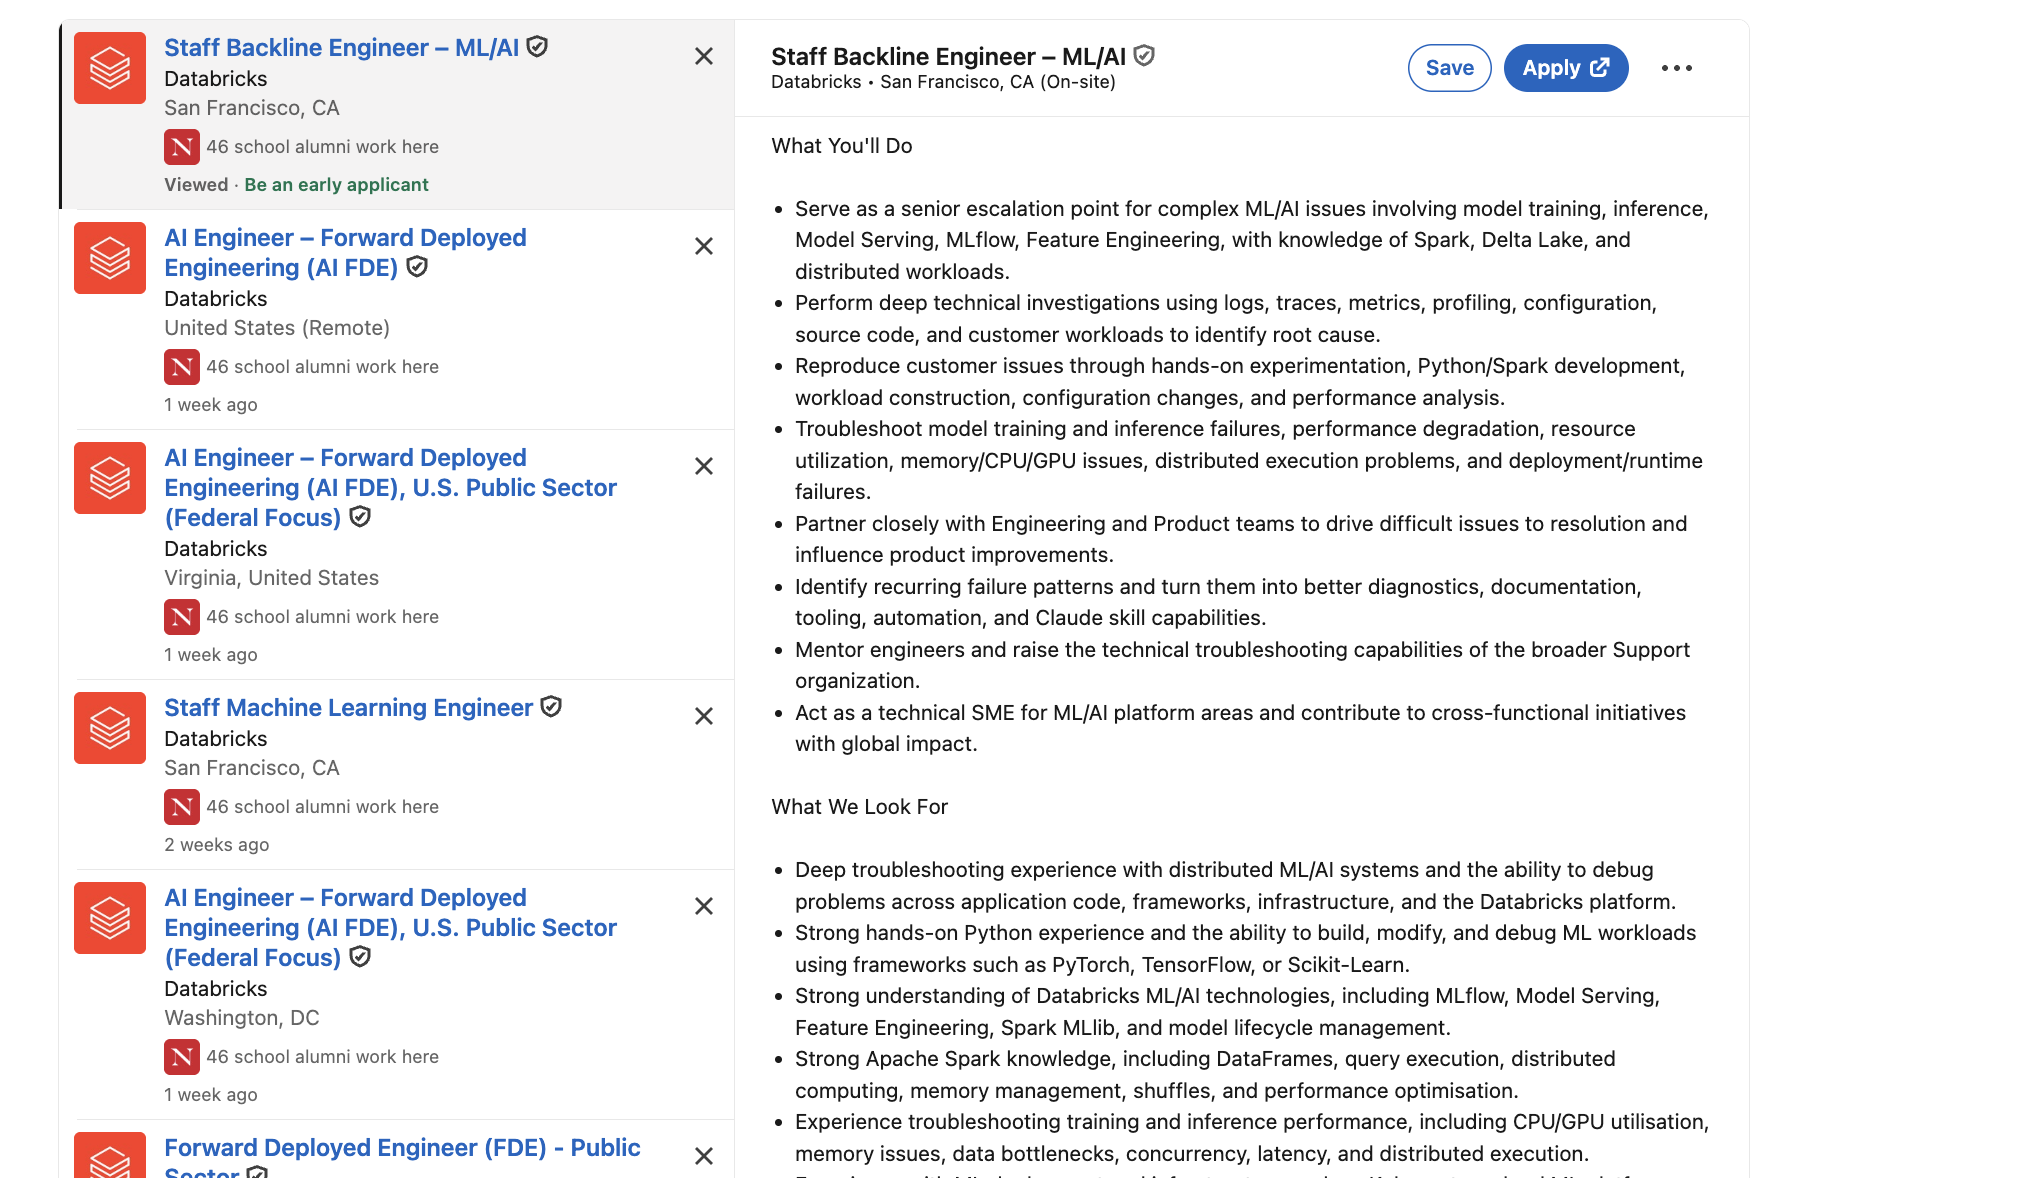 Staff Backline Engineer – ML/AI
Databricks
San Francisco, CA
N 46 school alumni work here
Viewed · Be an early applicant
AI Engineer – Forward Deployed
Engineering (AI FDE)
Databricks
United States (Remote)
N 46 school alumni work here
1 week ago
AI Engineer – Forward Deployed
Engineering (AI FDE), U.S. Public Sector
(Federal Focus)
Databricks
Virginia, United States
N 46 school alumni work here
1 week ago
Staff Machine Learning Engineer
Databricks
San Francisco, CA
N 46 school alumni work here
2 weeks ago
AI Engineer – Forward Deployed
Engineering (AI FDE), U.S. Public Sector
(Federal Focus)
Databricks
Washington, DC
N 46 school alumni work here
1 week ago
Forward Deployed Engineer (FDE) - Public
Sector
Staff Backline Engineer – ML/AI
Databricks • San Francisco, CA (On-site)
Save
Apply
What You'll Do
• Serve as a senior escalation point for complex ML/AI issues involving model training, inference,
Model Serving, MLflow, Feature Engineering, with knowledge of Spark, Delta Lake, and
distributed workloads.
• Perform deep technical investigations using logs, traces, metrics, profiling, configuration,
source code, and customer workloads to identify root cause.
• Reproduce customer issues through hands-on experimentation, Python/Spark development,
workload construction, configuration changes, and performance analysis.
• Troubleshoot model training and inference failures, performance degradation, resource
utilization, memory/CPU/GPU issues, distributed execution problems, and deployment/runtime
failures.
• Partner closely with Engineering and Product teams to drive difficult issues to resolution and
influence product improvements.
• Identify recurring failure patterns and turn them into better diagnostics, documentation,
tooling, automation, and Claude skill capabilities.
• Mentor engineers and raise the technical troubleshooting capabilities of the broader Support
organization.
• Act as a technical SME for ML/AI platform areas and contribute to cross-functional initiatives
with global impact.
What We Look For
• Deep troubleshooting experience with distributed ML/AI systems and the ability to debug
problems across application code, frameworks, infrastructure, and the Databricks platform.
• Strong hands-on Python experience and the ability to build, modify, and debug ML workloads
using frameworks such as PyTorch, TensorFlow, or Scikit-Learn.
• Strong understanding of Databricks ML/AI technologies, including MLflow, Model Serving,
Feature Engineering, Spark MLlib, and model lifecycle management.
• Strong Apache Spark knowledge, including DataFrames, query execution, distributed
computing, memory management, shuffles, and performance optimisation.
• Experience troubleshooting training and inference performance, including CPU/GPU utilisation,
memory issues, data bottlenecks, concurrency, latency, and distributed execution.